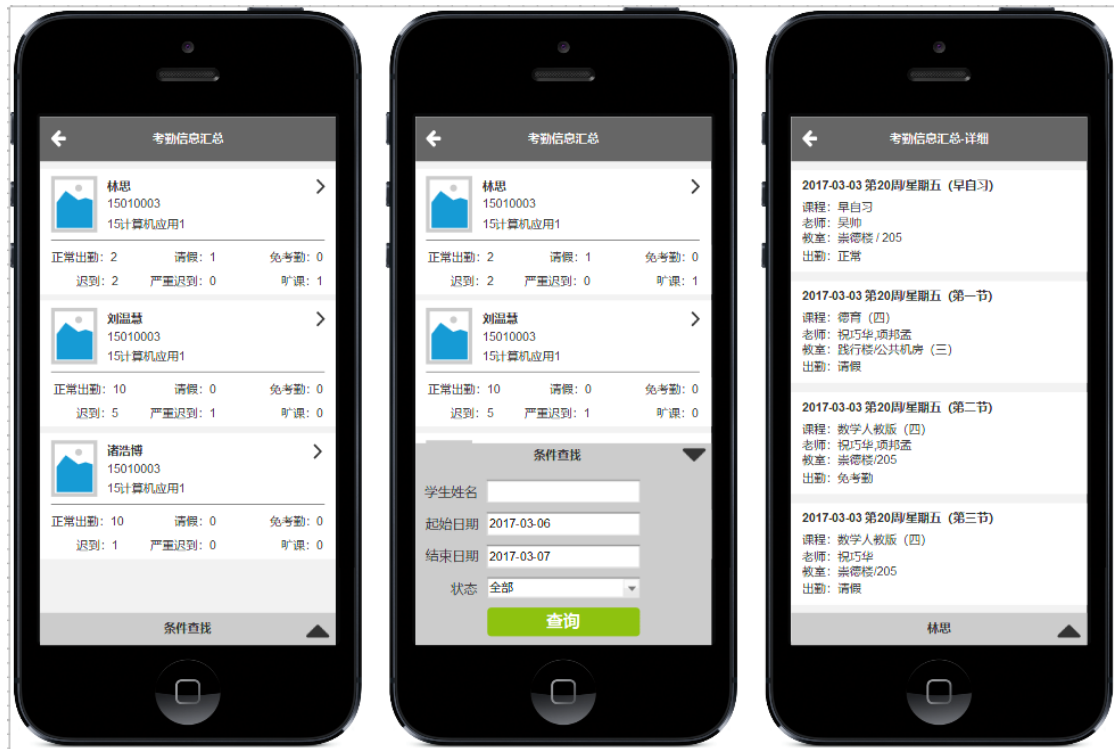 考勤信息汇总
林思
15010003
15计算机应用1
正常出勤：2 请假：1 免考勤：0
迟到：2 严重迟到：0 旷课：1
刘温慧
15010003
15计算机应用1
正常出勤：10 请假：0 免考勤：0
迟到：5 严重迟到：1 旷课：0
诸浩博
15010003
15计算机应用1
正常出勤：10 请假：0 免考勤：0
迟到：1 严重迟到：0 旷课：0
条件查找
考勤信息汇总
林思
15010003
15计算机应用1
正常出勤：2 请假：1 免考勤：0
迟到：2 严重迟到：0 旷课：1
刘温慧
15010003
15计算机应用1
正常出勤：10 请假：0 免考勤：0
迟到：5 严重迟到：1 旷课：0
条件查找
学生姓名
起始日期 2017-03-06
结束日期 2017-03-07
状态 全部
查询
考勤信息汇总-详细
2017-03-03 第20周/星期五（早自习）
课程：早自习
老师：吴帅
教室：崇德楼 / 205
出勤：正常
2017-03-03 第20周/星期五（第一节）
课程：德育（四）
老师：祝巧华,项邦孟
教室：践行楼/公共机房（三）
出勤：请假
2017-03-03 第20周/星期五（第二节）
课程：数学人教版（四）
老师：祝巧华,项邦孟
教室：崇德楼/205
出勤：免考勤
2017-03-03 第20周/星期五（第三节）
课程：数学人教版（四）
老师：祝巧华
教室：崇德楼/205
出勤：请假
林思